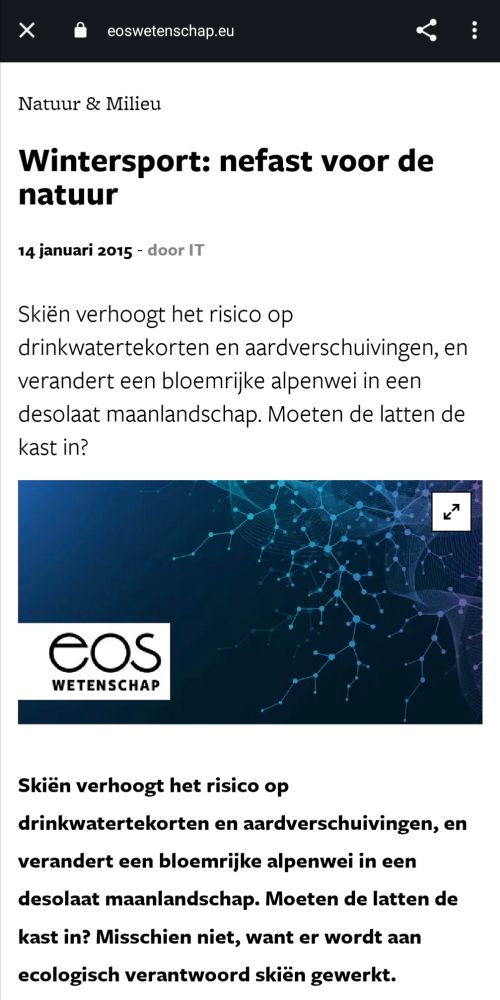 eoswetenschap.eu
Natuur & Milieu
Wintersport: nefast voor de
natuur
14 januari 2015 - door IT
Skiën verhoogt het risico op
drinkwatertekorten en aardverschuivingen, en
verandert een bloemrijke alpenwei in een
desolaat maanlandschap. Moeten de latten de
kast in?
eos
WETENSCHAP
Skiën verhoogt het risico op
drinkwatertekorten en aardverschuivingen, en
verandert een bloemrijke alpenwei in een
desolaat maanlandschap. Moeten de latten de
kast in? Misschien niet, want er wordt aan
ecologisch verantwoord skiën gewerkt.